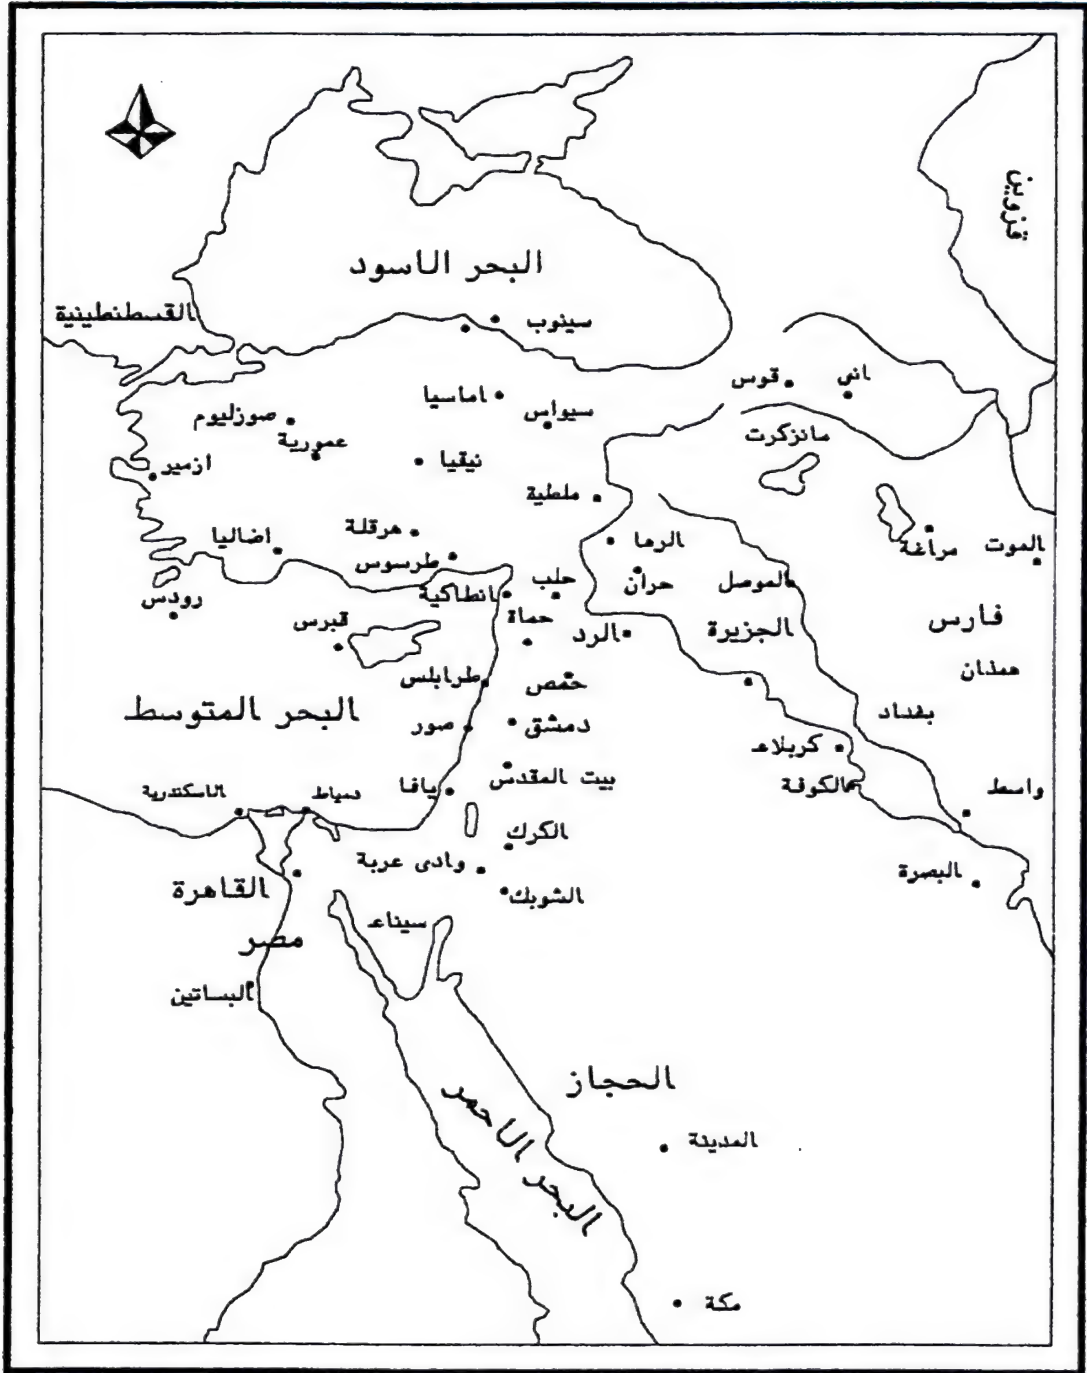 قزوين
البحر الأسود
القسطنطينية
سينوب
اماسيا
سيواس
قوس
انى
صوزليوم
عمورية
نيقيا
مانزكرت
ازمير
ملطية
اضاليا
هرقلة
طرسوس
الرها
مراغة
الموت
رودس
انطاكية
حلب
حران
الموصل
قبرس
حماة
الرد
الجزيرة
فارس
طرابلس
حمص
همذان
البحر المتوسط
صور
دمشق
بغداد
كربلاء
الاسكندرية
دمياط
يافا
بيت المقدس
الكوفة
واسط
الكرك
وادى عربة
القاهرة
الشوبك
البصرة
سيناء
مصر
البساتين
الحجاز
البحر الأحمر
المدينة
مكة